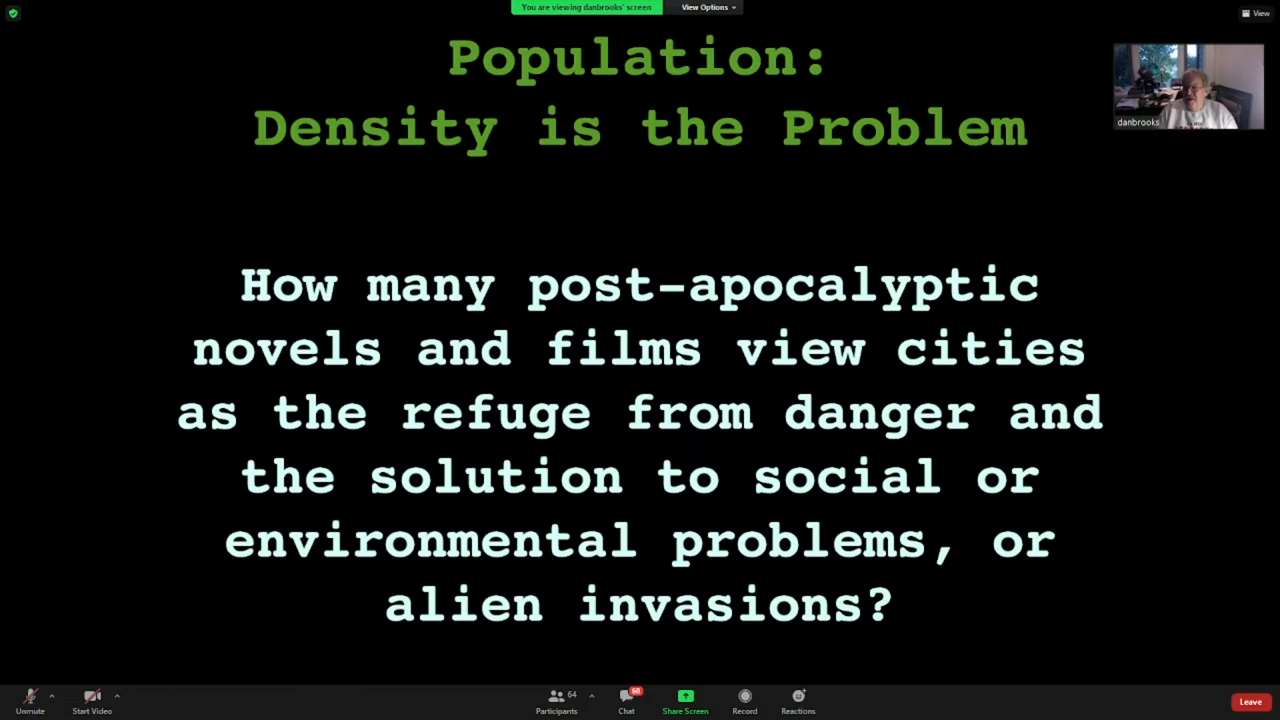 You are viewing danbrooks' screen
View Options
View
Population:
Density is the Problem
danbrooks
How many post-apocalyptic
novels and films view cities
as the refuge from danger and
the solution to social or
environmental problems, or
alien invasions?
Unmute
Start Video
64
Participants
60
Chat
Share Screen
Record
Reactions
Leave